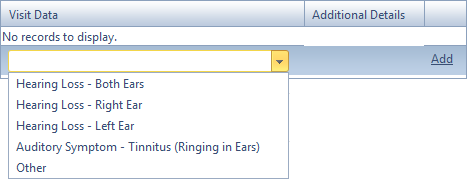 Visit Data Additional Details
No records to display.
Add
Hearing Loss - Both Ears
Hearing Loss - Right Ear
Hearing Loss - Left Ear
Auditory Symptom - Tinnitus (Ringing in Ears)
Other